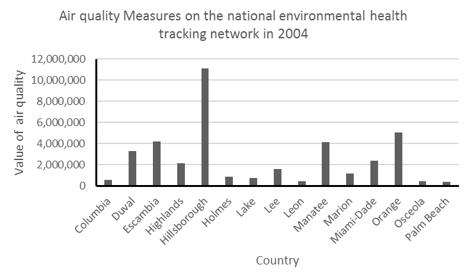 Air quality Measures on the national environmental health
tracking network in 2004
Value of air quality
12,000,000
10,000,000
8,000,000
6,000,000
4,000,000
2,000,000
0
Columbia
Duval
Escambia
Highlands
Hillsborough
Holmes
Lake
Lee
Leon
Manatee
Marion
Miami-Dade
Orange
Osceola
Palm Beach
Country